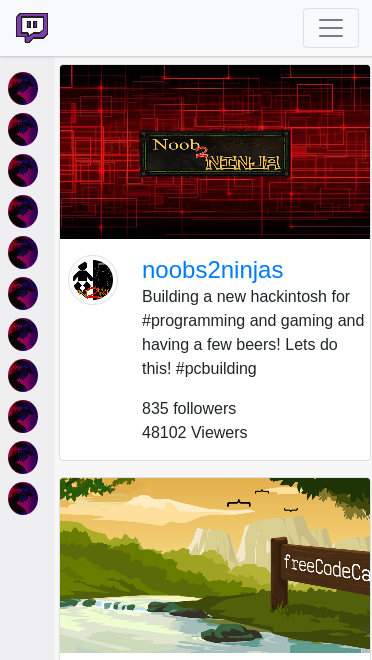 Noob
2
NINJAS
noobs2ninjas
Building a new hackintosh for
#programming and gaming and
having a few beers! Lets do
this! #pcbuilding
835 followers
48102 Viewers
freeCodeCa